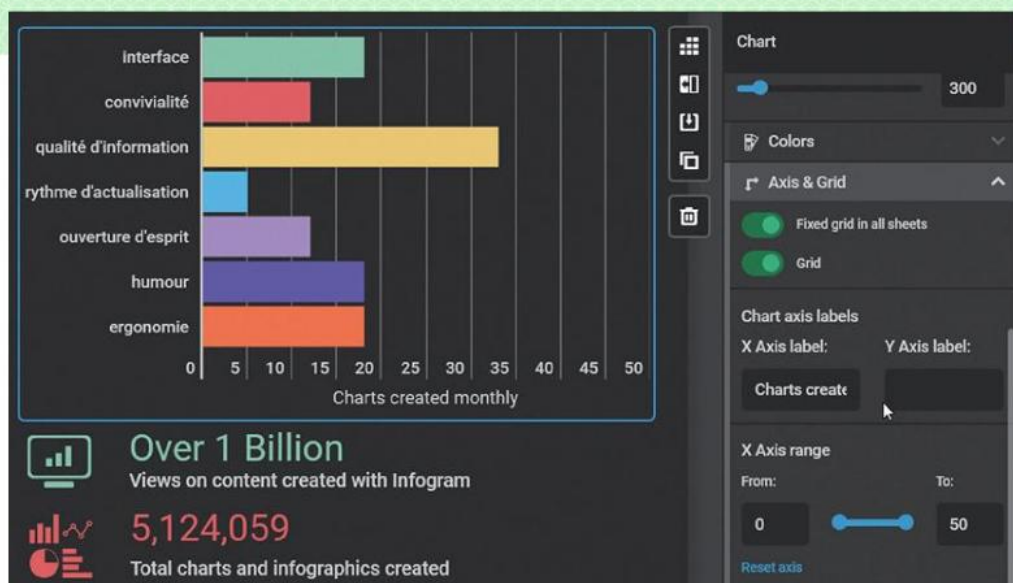 interface
convivialité
qualité d'information
rythme d'actualisation
ouverture d'esprit
humour
ergonomie
0 5 10 15 20 25 30 35 40 45 50
Charts created monthly
Over 1 Billion
Views on content created with Infogram
5,124,059
Total charts and infographics created
Chart
300
Colors
Axis & Grid
Fixed grid in all sheets
Grid
Chart axis labels
X Axis label: Y Axis label:
Charts create
X Axis range
From: To:
0 50
Reset axis